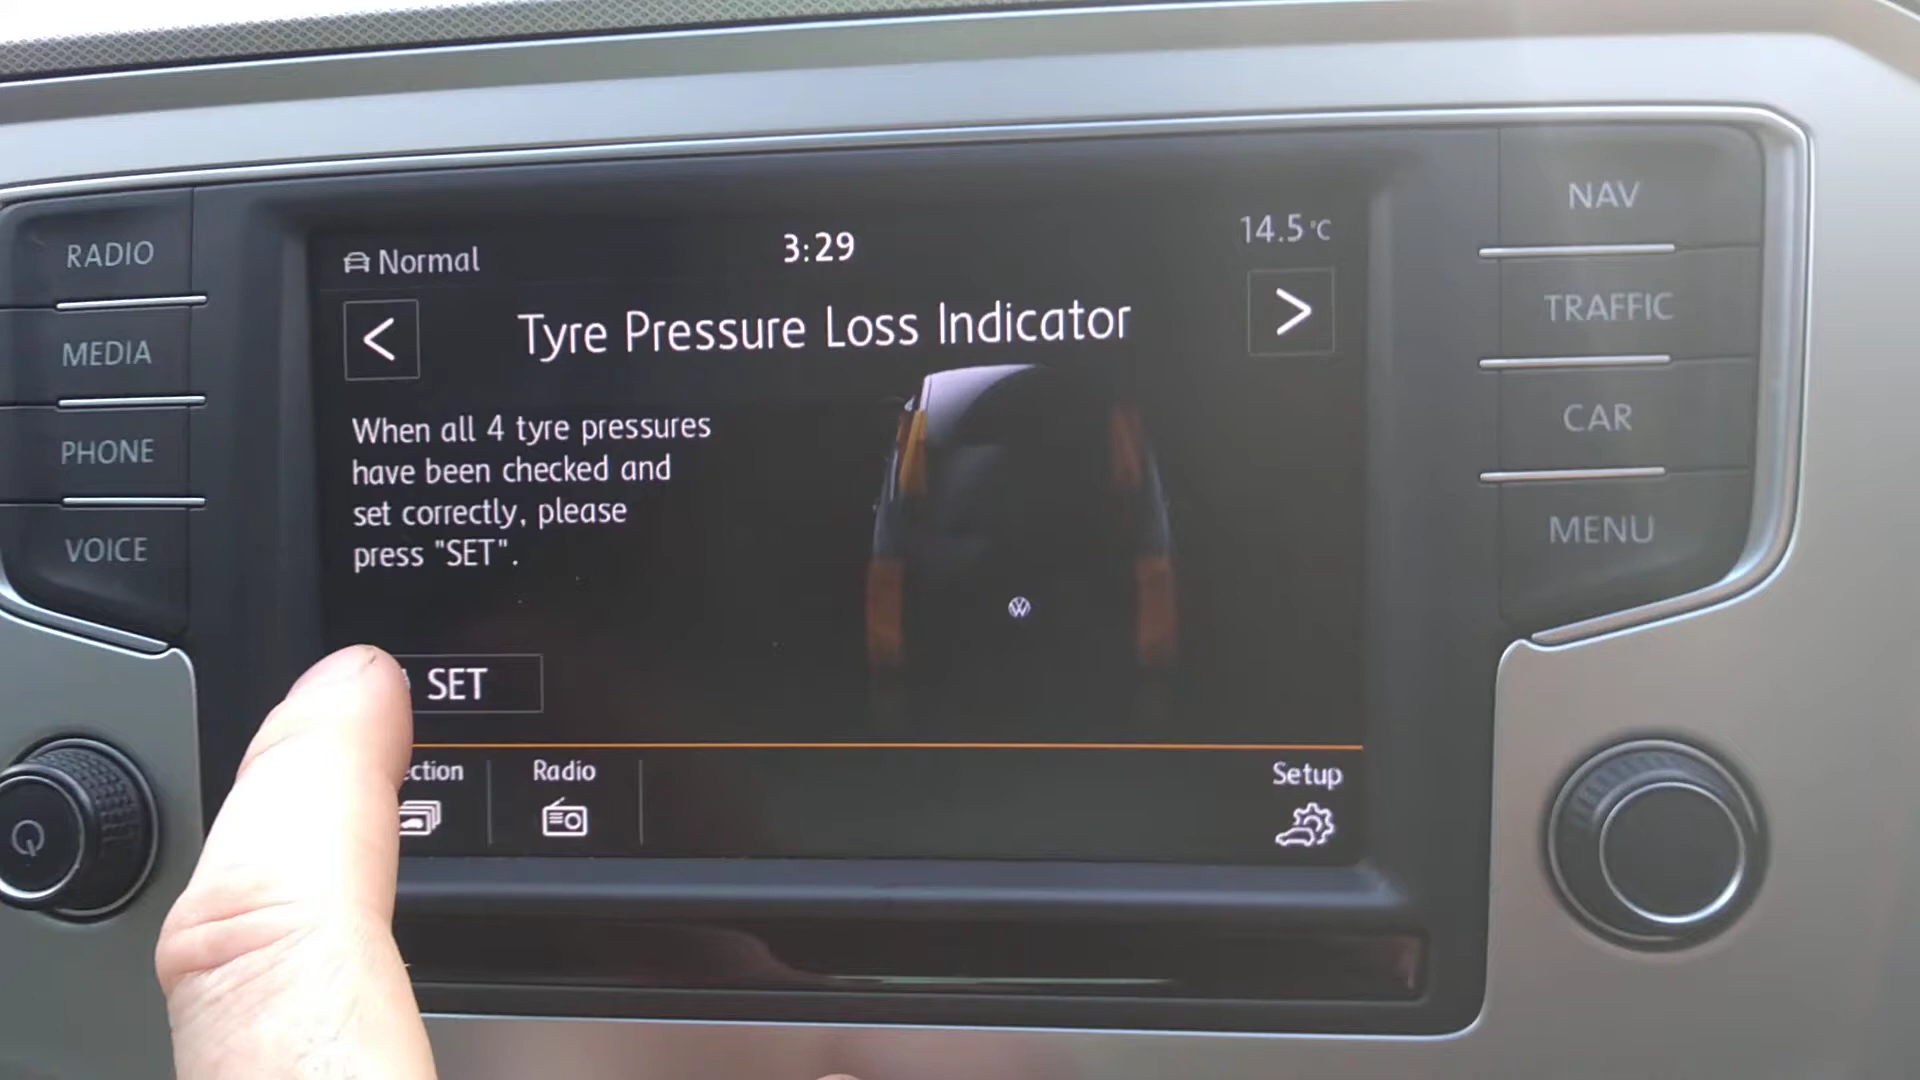 RADIO
MEDIA
PHONE
VOICE
Normal
3:29
14.5°C
<
Tyre Pressure Loss Indicator
>
When all 4 tyre pressures
have been checked and
set correctly, please
press "SET".
SET
Radio
Setup
NAV
TRAFFIC
CAR
MENU